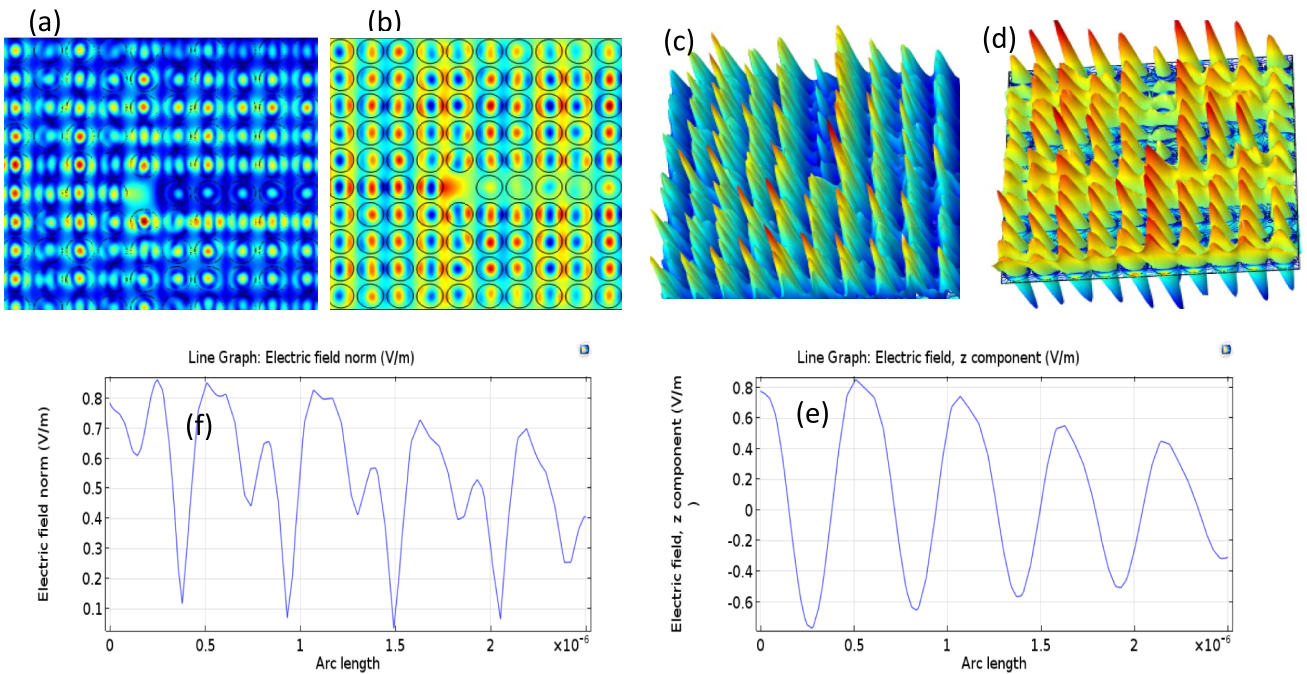 (a)
(b)
(c)
(d)
Line Graph: Electric field norm (V/m)
Electric field norm (V/m)
0.8
0.7
0.6
0.5
0.4
0.3
0.2
0.1
(f)
0
0.5
1
1.5
2
×10⁻⁶
Arc length
Line Graph: Electric field, z component (V/m)
Electric field, z component (V/m
)
0.8
0.6
0.4
0.2
0
-0.2
-0.4
-0.6
(e)
0
0.5
1
1.5
2
×10⁻⁶
Arc length